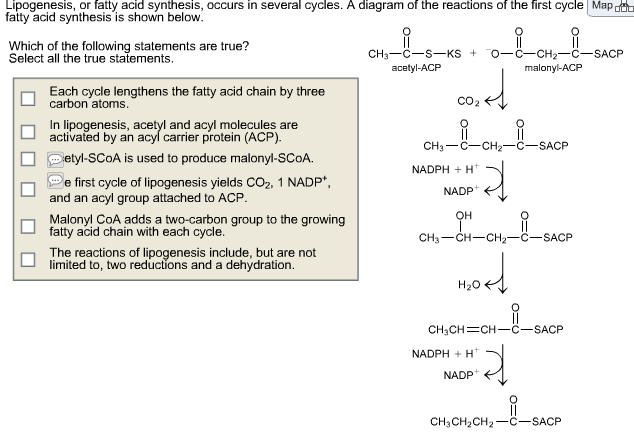 Lipogenesis, or fatty acid synthesis, occurs in several cycles. A diagram of the reactions of the first cycle
Map
fatty acid synthesis is shown below.
Which of the following statements are true?
Select all the true statements.
Each cycle lengthens the fatty acid chain by three
carbon atoms.
In lipogenesis, acetyl and acyl molecules are
activated by an acyl carrier protein (ACP).
etyl-SCoA is used to produce malonyl-SCoA.
e first cycle of lipogenesis yields CO₂, 1 NADP⁺,
and an acyl group attached to ACP.
Malonyl CoA adds a two-carbon group to the growing
fatty acid chain with each cycle.
The reactions of lipogenesis include, but are not
limited to, two reductions and a dehydration.
O O O
CH₃—C—S—KS + ⁻O—C—CH₂—C—SACP
acetyl-ACP malonyl-ACP
CO₂
O O
CH₃—C—CH₂—C—SACP
NADPH + H⁺
NADP⁺
OH O
CH₃—CH—CH₂—C—SACP
H₂O
O
CH₃CH=CH—C—SACP
NADPH + H⁺
NADP⁺
O
CH₃CH₂CH₂—C—SACP